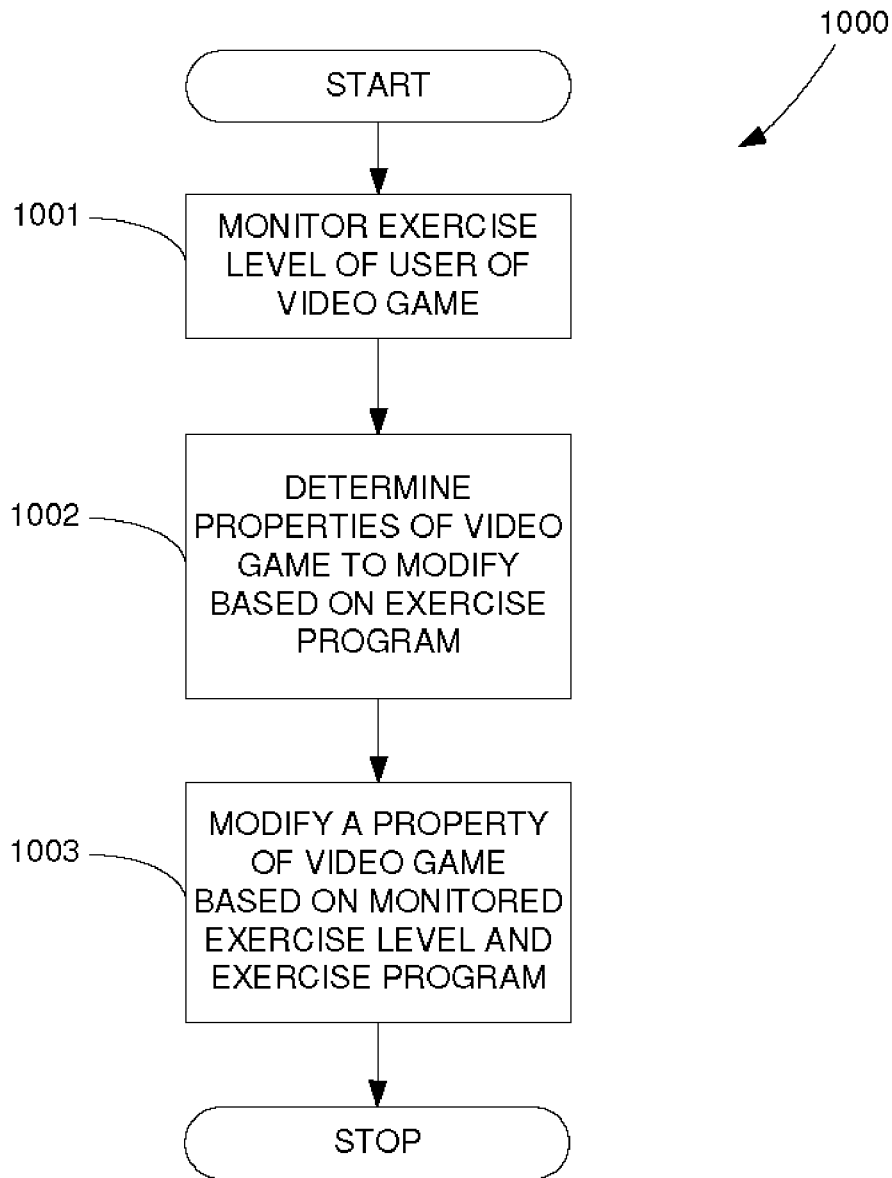 1000
START
1001
MONITOR EXERCISE
LEVEL OF USER OF
VIDEO GAME
1002
DETERMINE
PROPERTIES OF VIDEO
GAME TO MODIFY
BASED ON EXERCISE
PROGRAM
1003
MODIFY A PROPERTY
OF VIDEO GAME
BASED ON MONITORED
EXERCISE LEVEL AND
EXERCISE PROGRAM
STOP